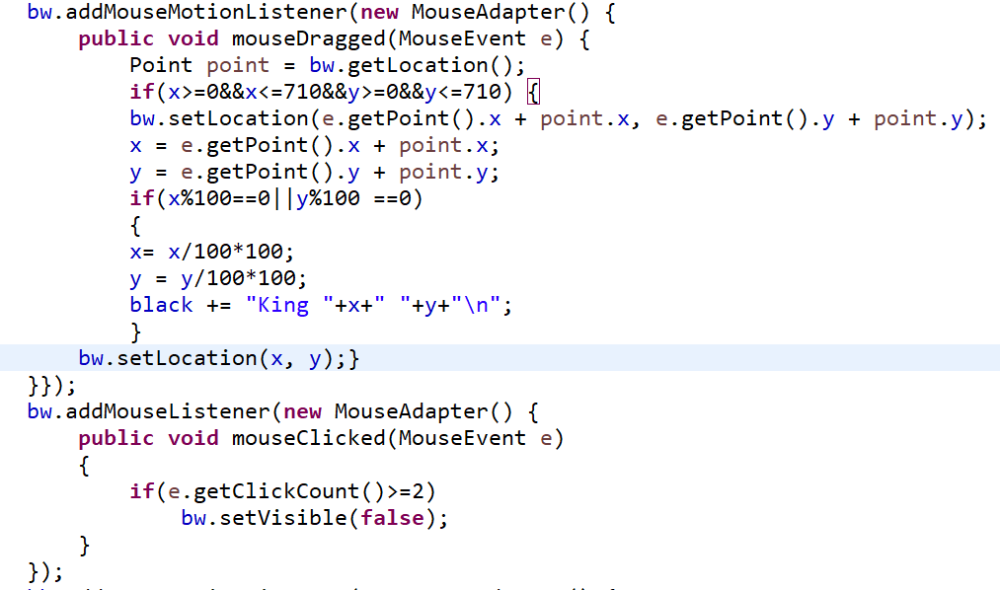 bw.addMouseMotionListener(new MouseAdapter() {
public void mouseDragged(MouseEvent e) {
Point point = bw.getLocation();
if(x>=0&&x<=710&&y>=0&&y<=710) {
bw.setLocation(e.getPoint().x + point.x, e.getPoint().y + point.y);
x = e.getPoint().x + point.x;
y = e.getPoint().y + point.y;
if(x%100==0||y%100 ==0)
{
x= x/100*100;
y = y/100*100;
black += "King "+x+" "+y+"\n";
}
bw.setLocation(x, y);}
}});
bw.addMouseListener(new MouseAdapter() {
public void mouseClicked(MouseEvent e)
{
if(e.getClickCount()>=2)
bw.setVisible(false);
}
});